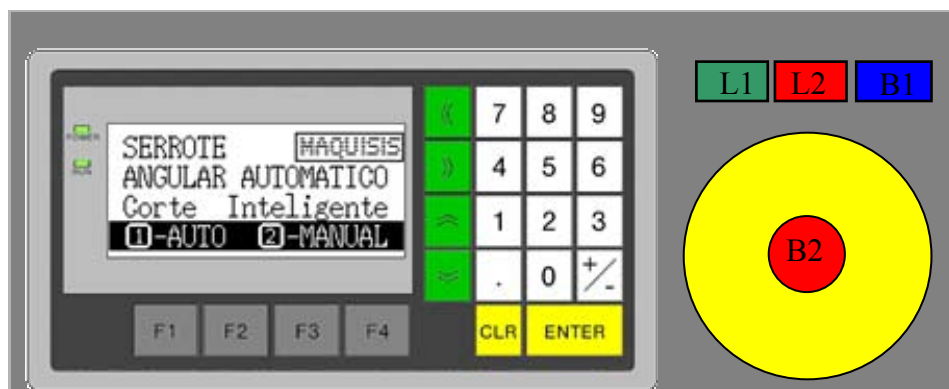 SERROTE MAQUISIS
ANGULAR AUTOMATICO
Corte Inteligente
1-AUTO 2-MANUAL
7 8 9
4 5 6
1 2 3
. 0 +/-
F1 F2 F3 F4
CLR ENTER
L1 L2 B1
B2